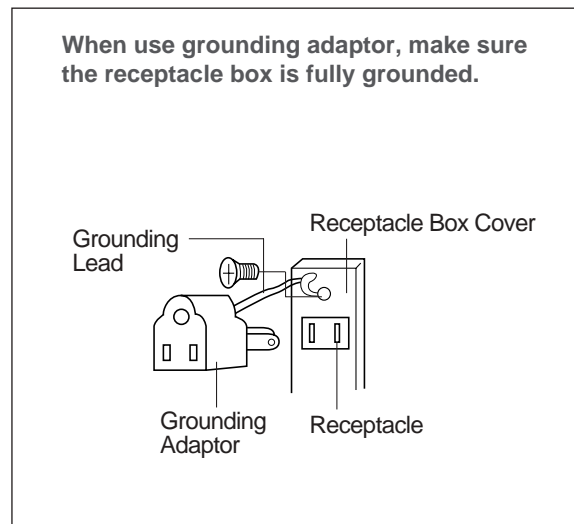 When use grounding adaptor, make sure
the receptacle box is fully grounded.
Receptacle Box Cover
Grounding
Lead
Grounding
Adaptor
Receptacle